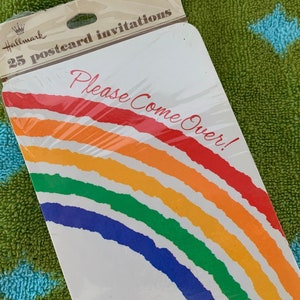 Hallmark
25 postcard invitations
Please Come Over!